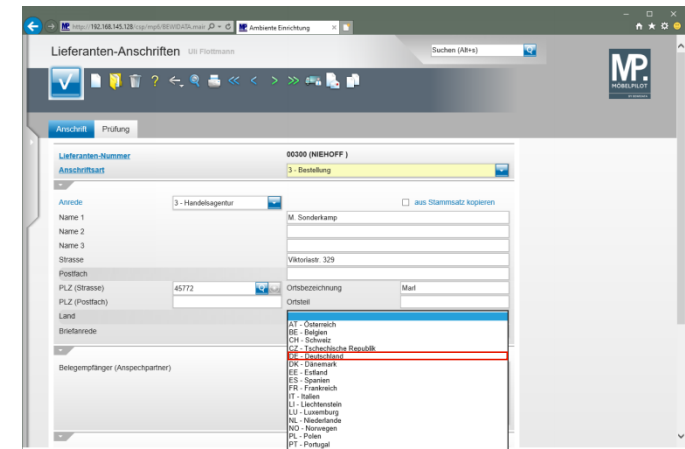 http://192.168.145.128/csp/mp6/BEWIDATA.main
Ambiente Einrichtung
Lieferanten-Anschriften Uli Flottmann
Suchen (Alt+s)
MP.
MÖBELPILOT
Anschrift Prüfung
Lieferanten-Nummer 00300 (NIEHOFF )
Anschriftsart 3 - Bestellung
Anrede 3 - Handelsagentur aus Stammsatz kopieren
Name 1 M. Sonderkamp
Name 2
Name 3
Strasse Viktoriastr. 329
Postfach
PLZ (Strasse) 45772 Ortsbezeichnung Marl
PLZ (Postfach) Ortsteil
Land
Briefanrede
AT - Österreich
BE - Belgien
CH - Schweiz
CZ - Tschechische Republik
DE - Deutschland
DK - Dänemark
EE - Estland
ES - Spanien
FR - Frankreich
IT - Italien
LI - Liechtenstein
LU - Luxemburg
NL - Niederlande
NO - Norwegen
PL - Polen
PT - Portugal
Belegempfänger (Anspechpartner)